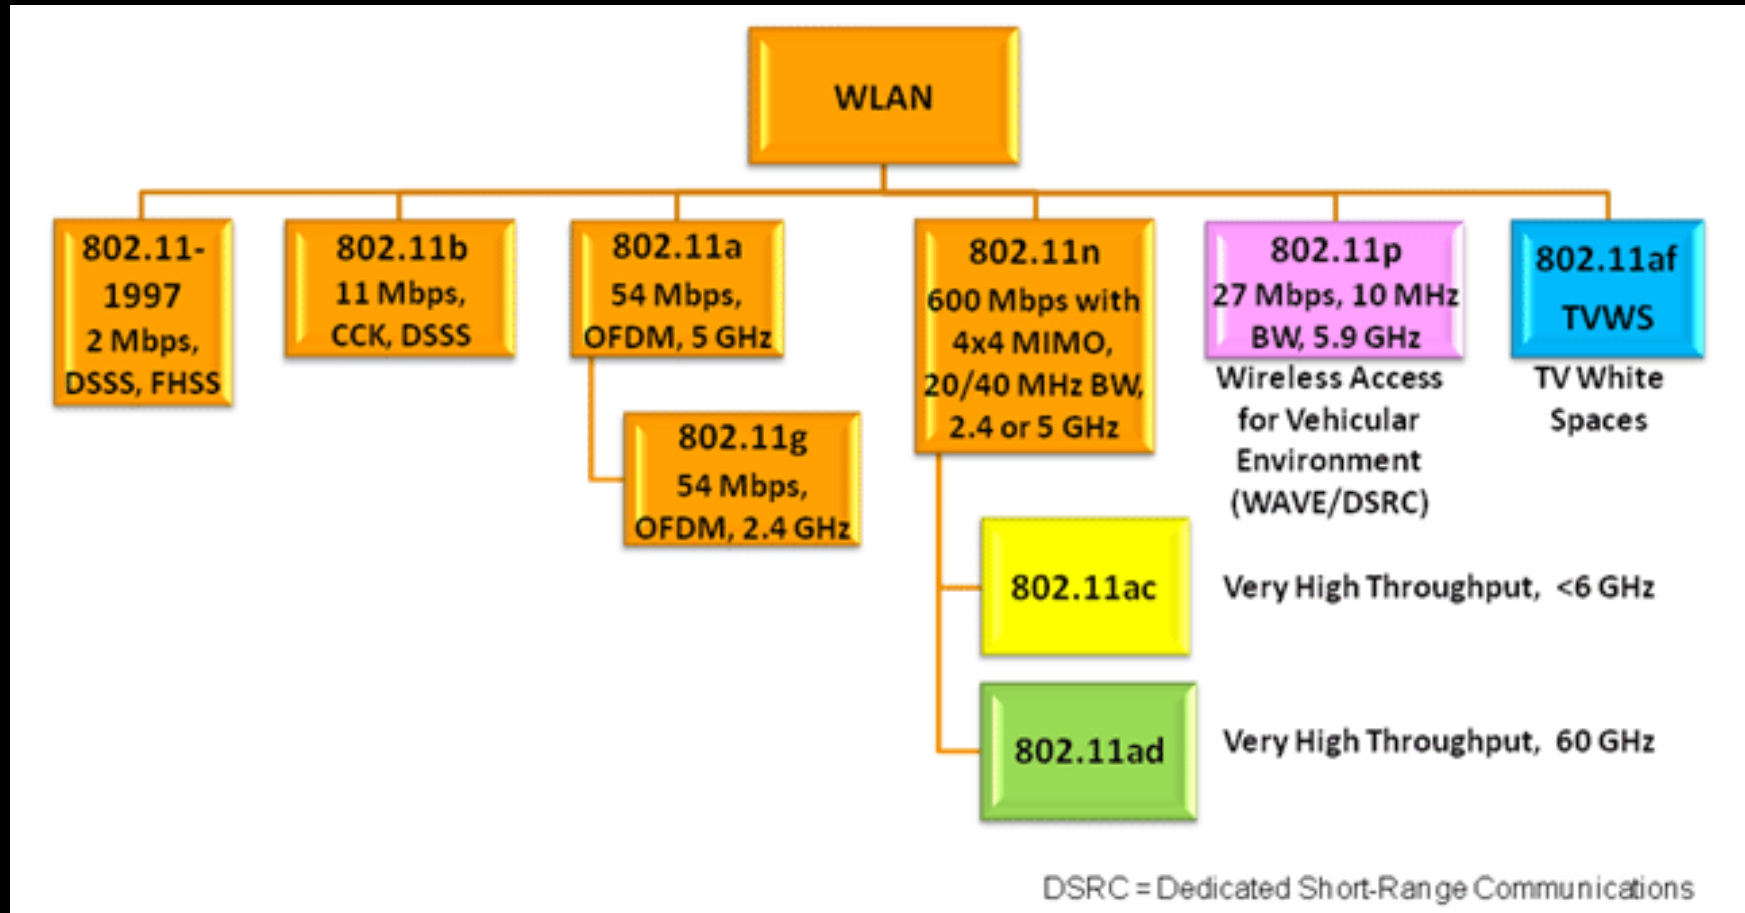 WLAN
802.11-
1997
2 Mbps,
DSSS, FHSS
802.11b
11 Mbps,
CCK, DSSS
802.11a
54 Mbps,
OFDM, 5 GHz
802.11g
54 Mbps,
OFDM, 2.4 GHz
802.11n
600 Mbps with
4x4 MIMO,
20/40 MHz BW,
2.4 or 5 GHz
802.11ac
Very High Throughput, <6 GHz
802.11ad
Very High Throughput, 60 GHz
802.11p
27 Mbps, 10 MHz
BW, 5.9 GHz
Wireless Access
for Vehicular
Environment
(WAVE/DSRC)
802.11af
TVWS
TV White
Spaces
DSRC = Dedicated Short-Range Communications